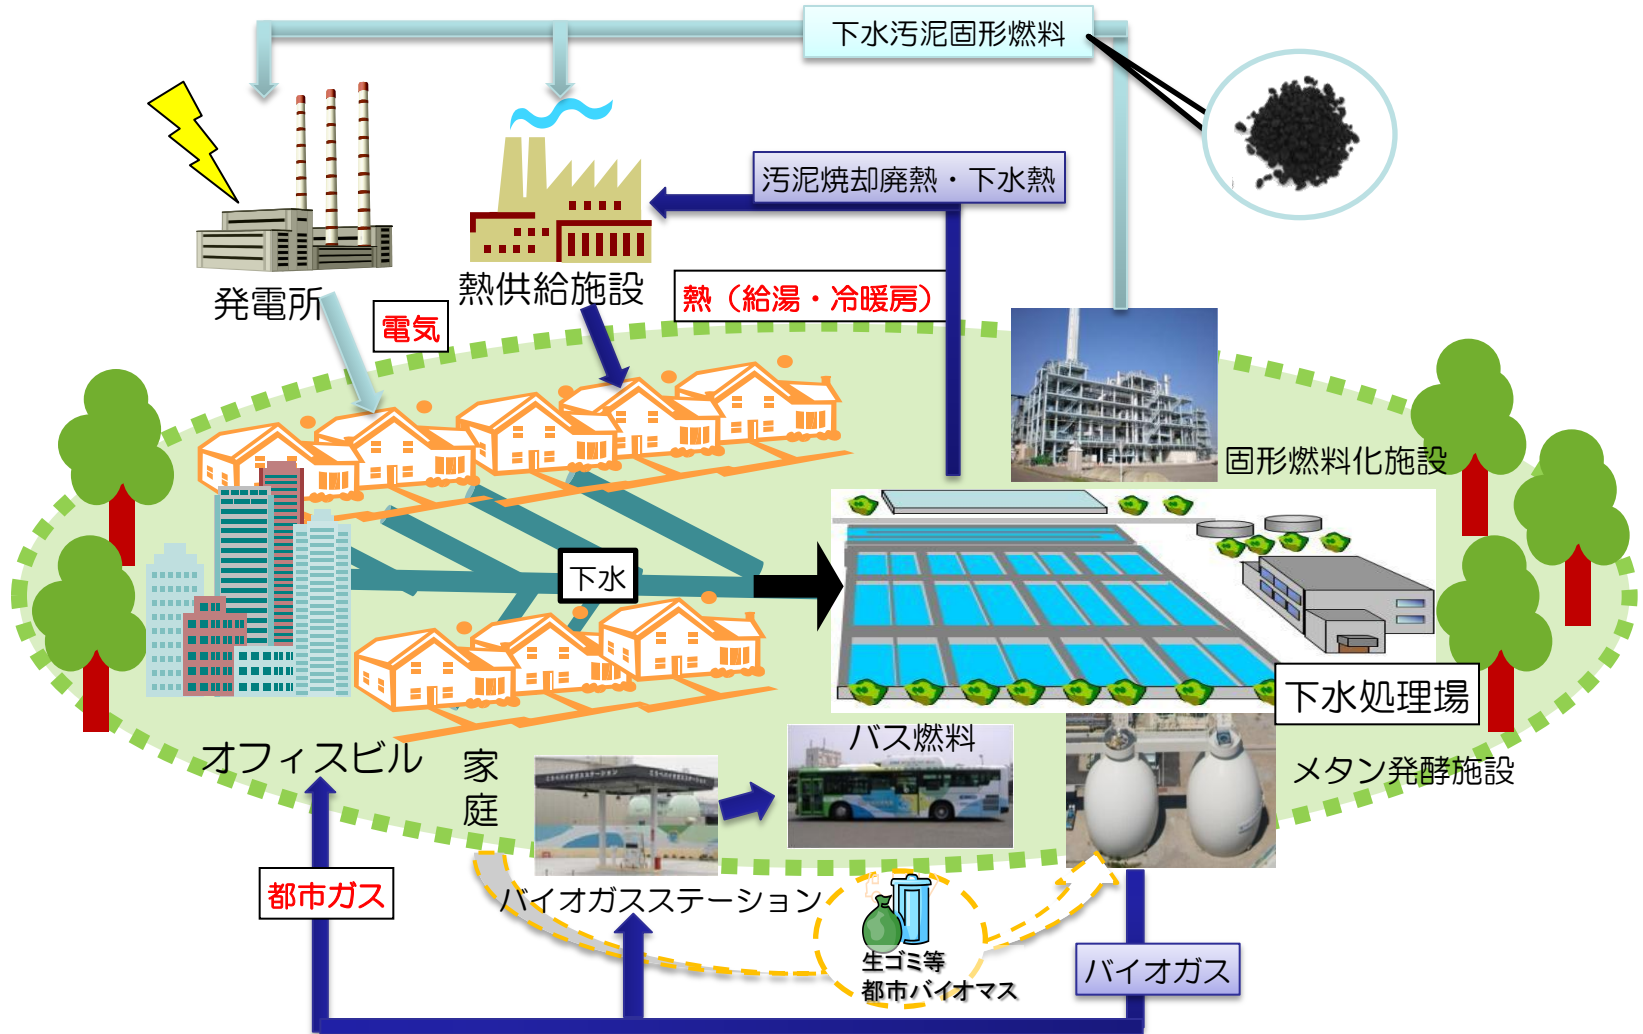 下水汚泥固形燃料
汚泥焼却廃熱・下水熱
発電所
電気
熱供給施設
熱（給湯・冷暖房）
固形燃料化施設
下水
下水処理場
オフィスビル
家庭
バス燃料
メタン発酵施設
都市ガス
バイオガスステーション
生ゴミ等
都市バイオマス
バイオガス